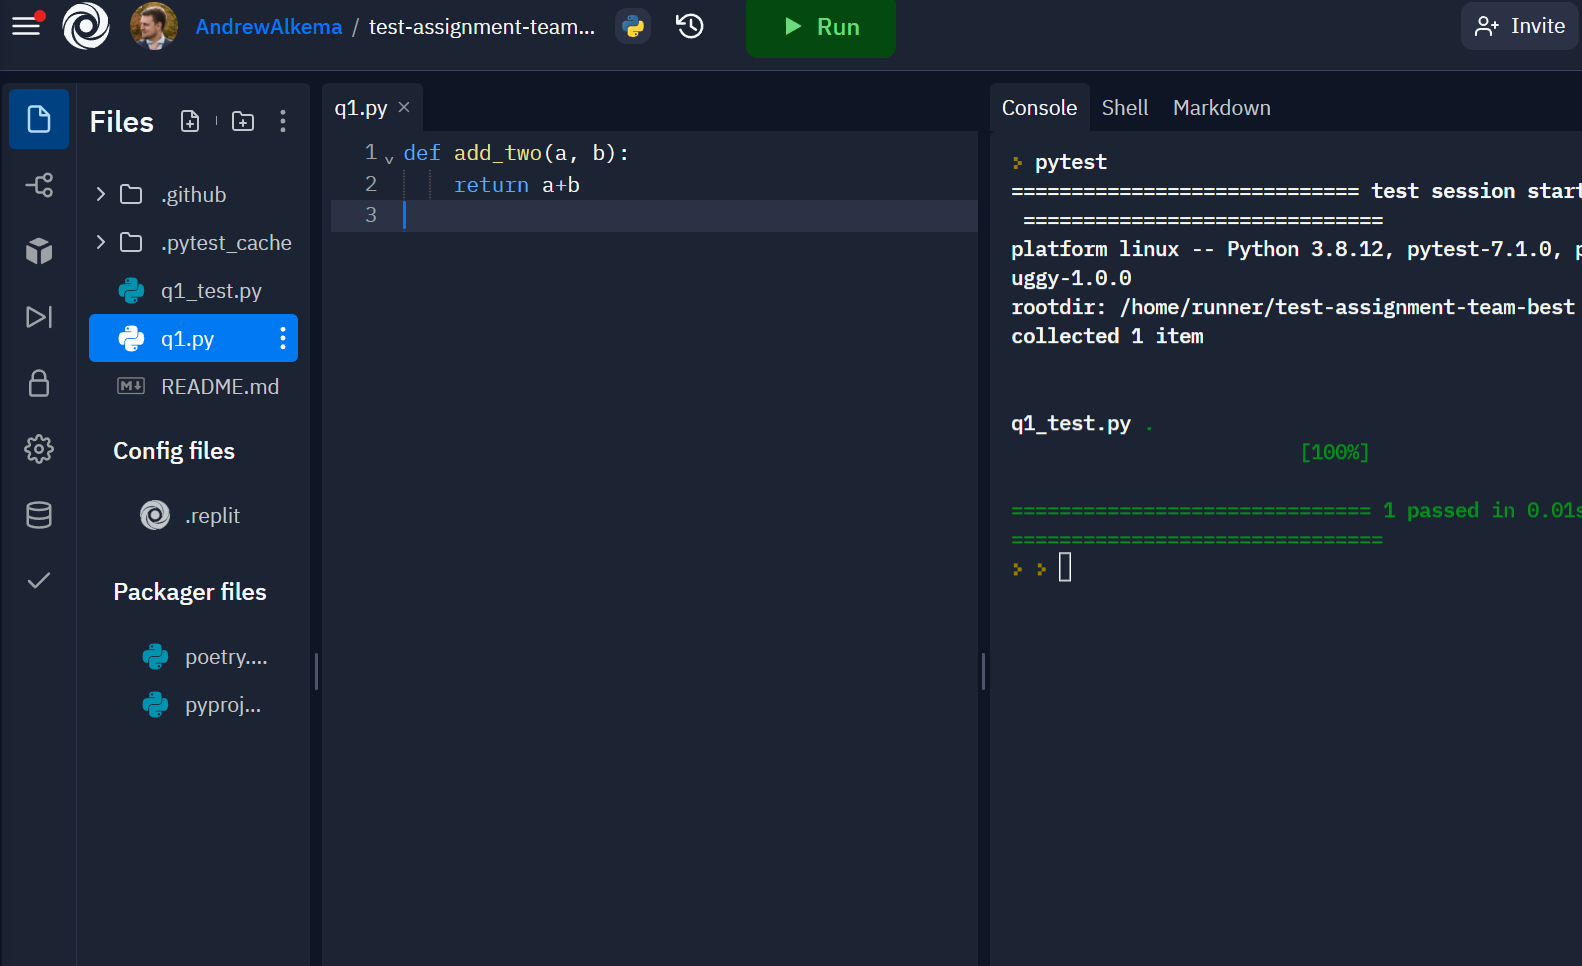 AndrewAlkema / test-assignment-team...
Run
Invite
Files
.github
.pytest_cache
q1_test.py
q1.py
README.md
Config files
.replit
Packager files
poetry....
pyproj...
q1.py
1 def add_two(a, b):
2 return a+b
3
Console Shell Markdown
> pytest
============================= test session start
==============================
platform linux -- Python 3.8.12, pytest-7.1.0, p
uggy-1.0.0
rootdir: /home/runner/test-assignment-team-best
collected 1 item
q1_test.py .
[100%]
============================== 1 passed in 0.01s
===============================
> >